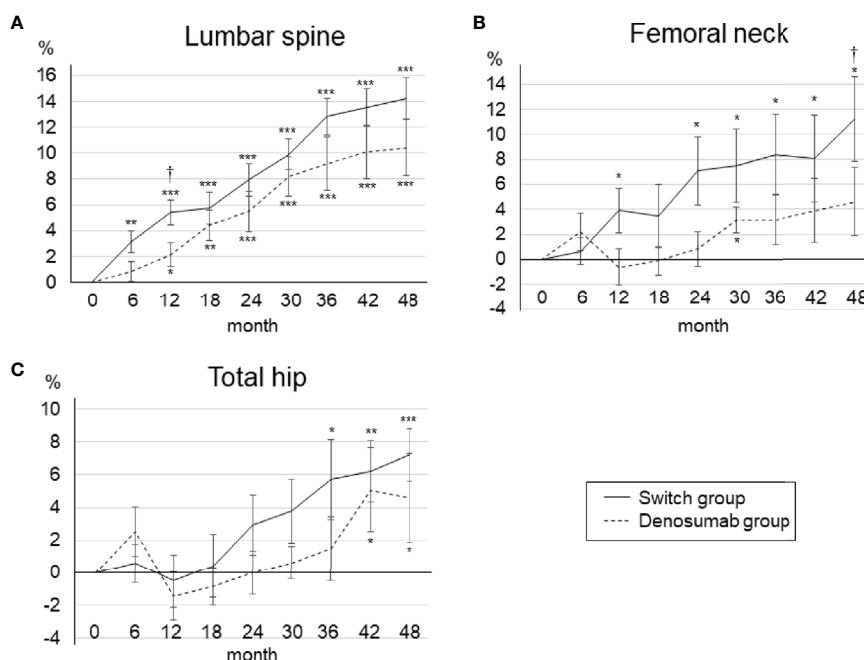 A
Lumbar spine
%
16
14
12
10
8
6
4
2
0
** *** *** *** *** *** *** ***
†
* ** *** *** *** *** ***
0 6 12 18 24 30 36 42 48
month
B
Femoral neck
%
14
12
10
8
6
4
2
0
-2
-4
* * * * * *
†
*
0 6 12 18 24 30 36 42 48
month
C
Total hip
%
10
8
6
4
2
0
-2
-4
* ** ***
* *
0 6 12 18 24 30 36 42 48
month
Switch group
Denosumab group